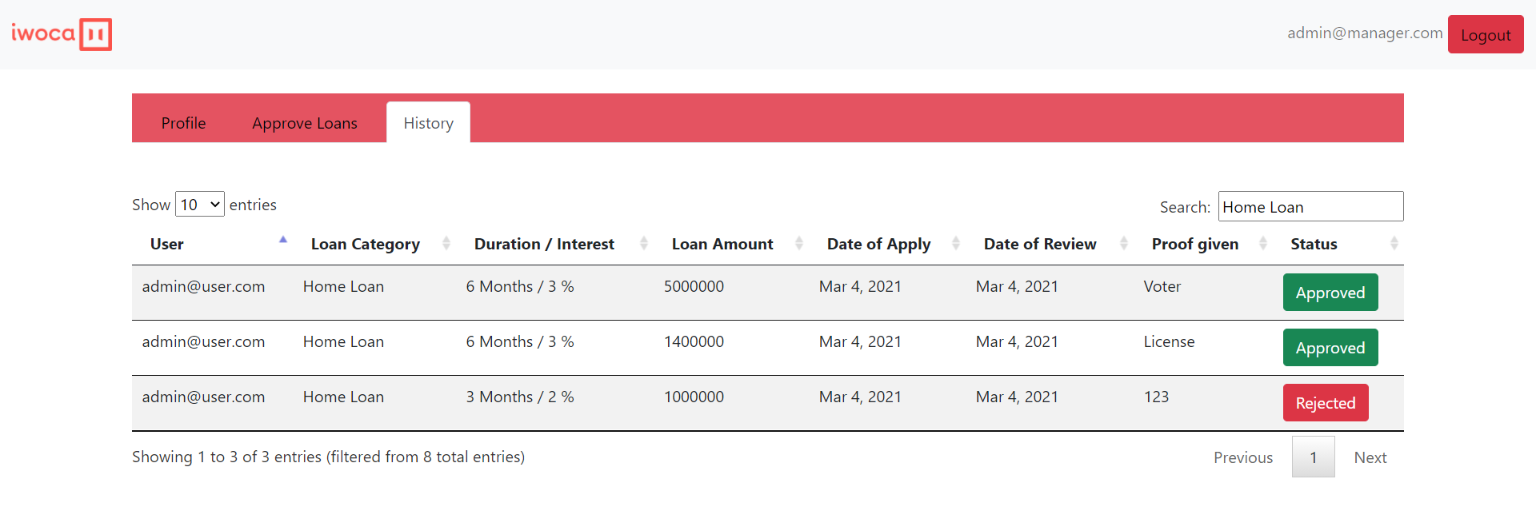 iwoca
admin@manager.com Logout
Profile Approve Loans History
Show 10 entries Search: Home Loan
User Loan Category Duration / Interest Loan Amount Date of Apply Date of Review Proof given Status
admin@user.com Home Loan 6 Months / 3 % 5000000 Mar 4, 2021 Mar 4, 2021 Voter Approved
admin@user.com Home Loan 6 Months / 3 % 1400000 Mar 4, 2021 Mar 4, 2021 License Approved
admin@user.com Home Loan 3 Months / 2 % 1000000 Mar 4, 2021 Mar 4, 2021 123 Rejected
Showing 1 to 3 of 3 entries (filtered from 8 total entries) Previous 1 Next